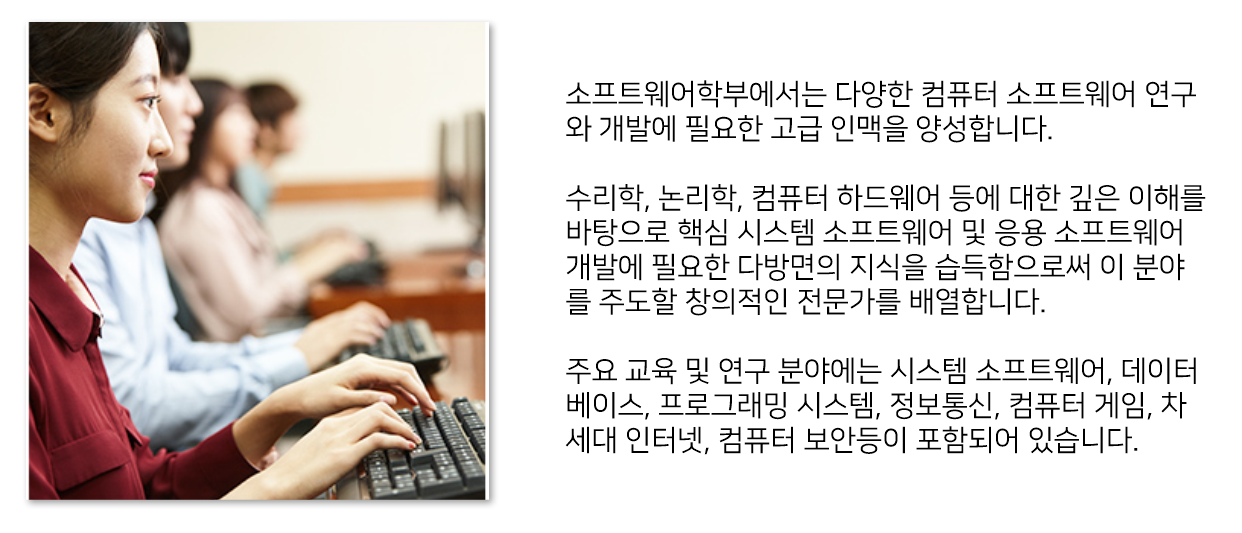 소프트웨어학부에서는 다양한 컴퓨터 소프트웨어 연구
와 개발에 필요한 고급 인맥을 양성합니다.
수리학, 논리학, 컴퓨터 하드웨어 등에 대한 깊은 이해를
바탕으로 핵심 시스템 소프트웨어 및 응용 소프트웨어
개발에 필요한 다방면의 지식을 습득함으로써 이 분야
를 주도할 창의적인 전문가를 배열합니다.
주요 교육 및 연구 분야에는 시스템 소프트웨어, 데이터
베이스, 프로그래밍 시스템, 정보통신, 컴퓨터 게임, 차
세대 인터넷, 컴퓨터 보안등이 포함되어 있습니다.